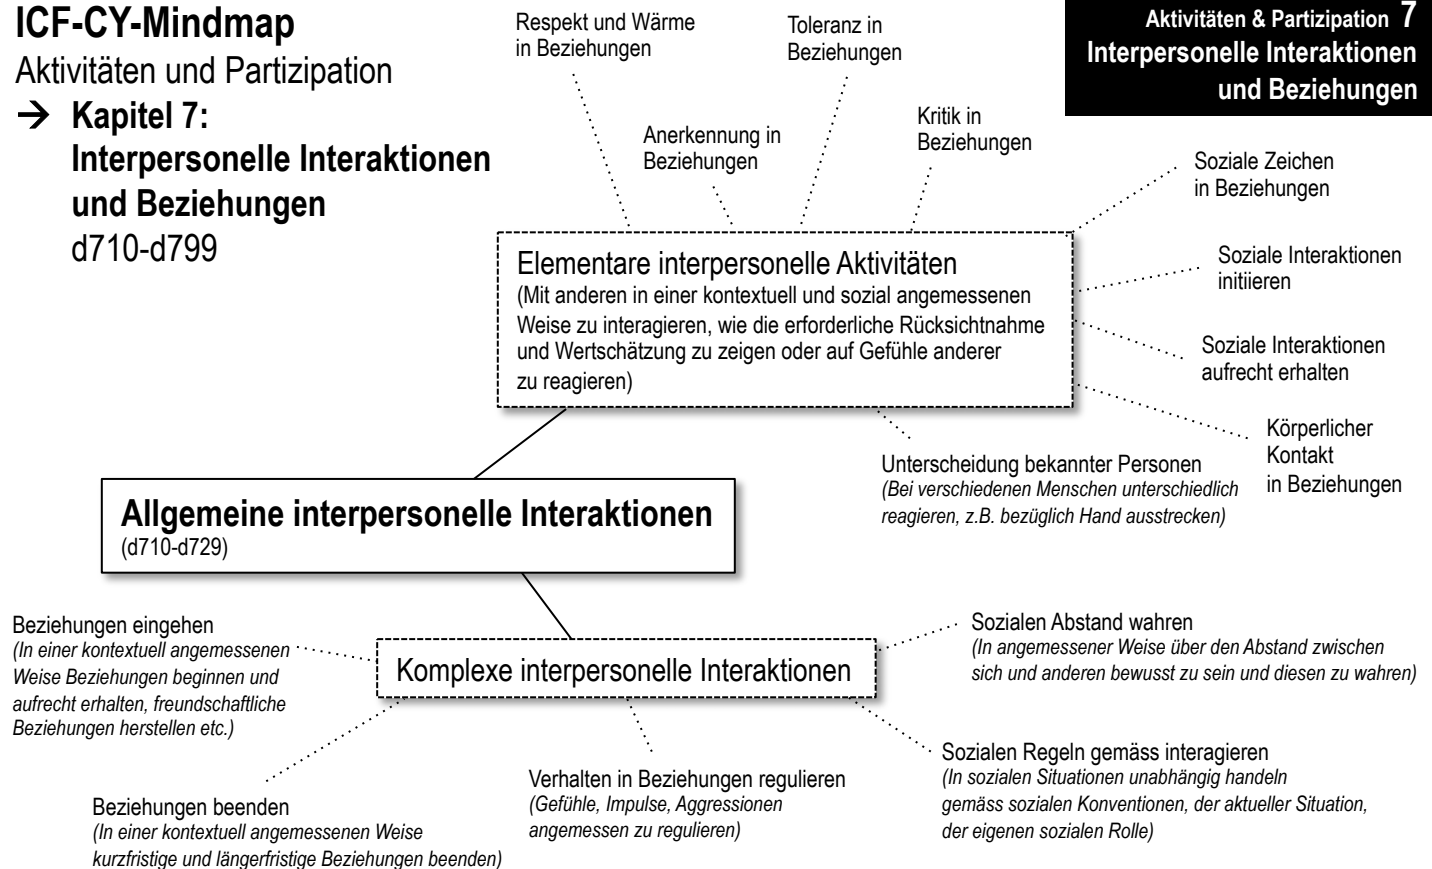 ICF-CY-Mindmap
Aktivitäten und Partizipation
→ Kapitel 7:
Interpersonelle Interaktionen
und Beziehungen
d710-d799
Aktivitäten & Partizipation 7
Interpersonelle Interaktionen
und Beziehungen
Respekt und Wärme
in Beziehungen
Toleranz in
Beziehungen
Anerkennung in
Beziehungen
Kritik in
Beziehungen
Soziale Zeichen
in Beziehungen
Soziale Interaktionen
initiieren
Soziale Interaktionen
aufrecht erhalten
Körperlicher
Kontakt
in Beziehungen
Elementare interpersonelle Aktivitäten
(Mit anderen in einer kontextuell und sozial angemessenen
Weise zu interagieren, wie die erforderliche Rücksichtnahme
und Wertschätzung zu zeigen oder auf Gefühle anderer
zu reagieren)
Unterscheidung bekannter Personen
(Bei verschiedenen Menschen unterschiedlich
reagieren, z.B. bezüglich Hand ausstrecken)
Allgemeine interpersonelle Interaktionen
(d710-d729)
Beziehungen eingehen
(In einer kontextuell angemessenen
Weise Beziehungen beginnen und
aufrecht erhalten, freundschaftliche
Beziehungen herstellen etc.)
Komplexe interpersonelle Interaktionen
Sozialen Abstand wahren
(In angemessener Weise über den Abstand zwischen
sich und anderen bewusst zu sein und diesen zu wahren)
Beziehungen beenden
(In einer kontextuell angemessenen Weise
kurzfristige und längerfristige Beziehungen beenden)
Verhalten in Beziehungen regulieren
(Gefühle, Impulse, Aggressionen
angemessen zu regulieren)
Sozialen Regeln gemäss interagieren
(In sozialen Situationen unabhängig handeln
gemäss sozialen Konventionen, der aktueller Situation,
der eigenen sozialen Rolle)